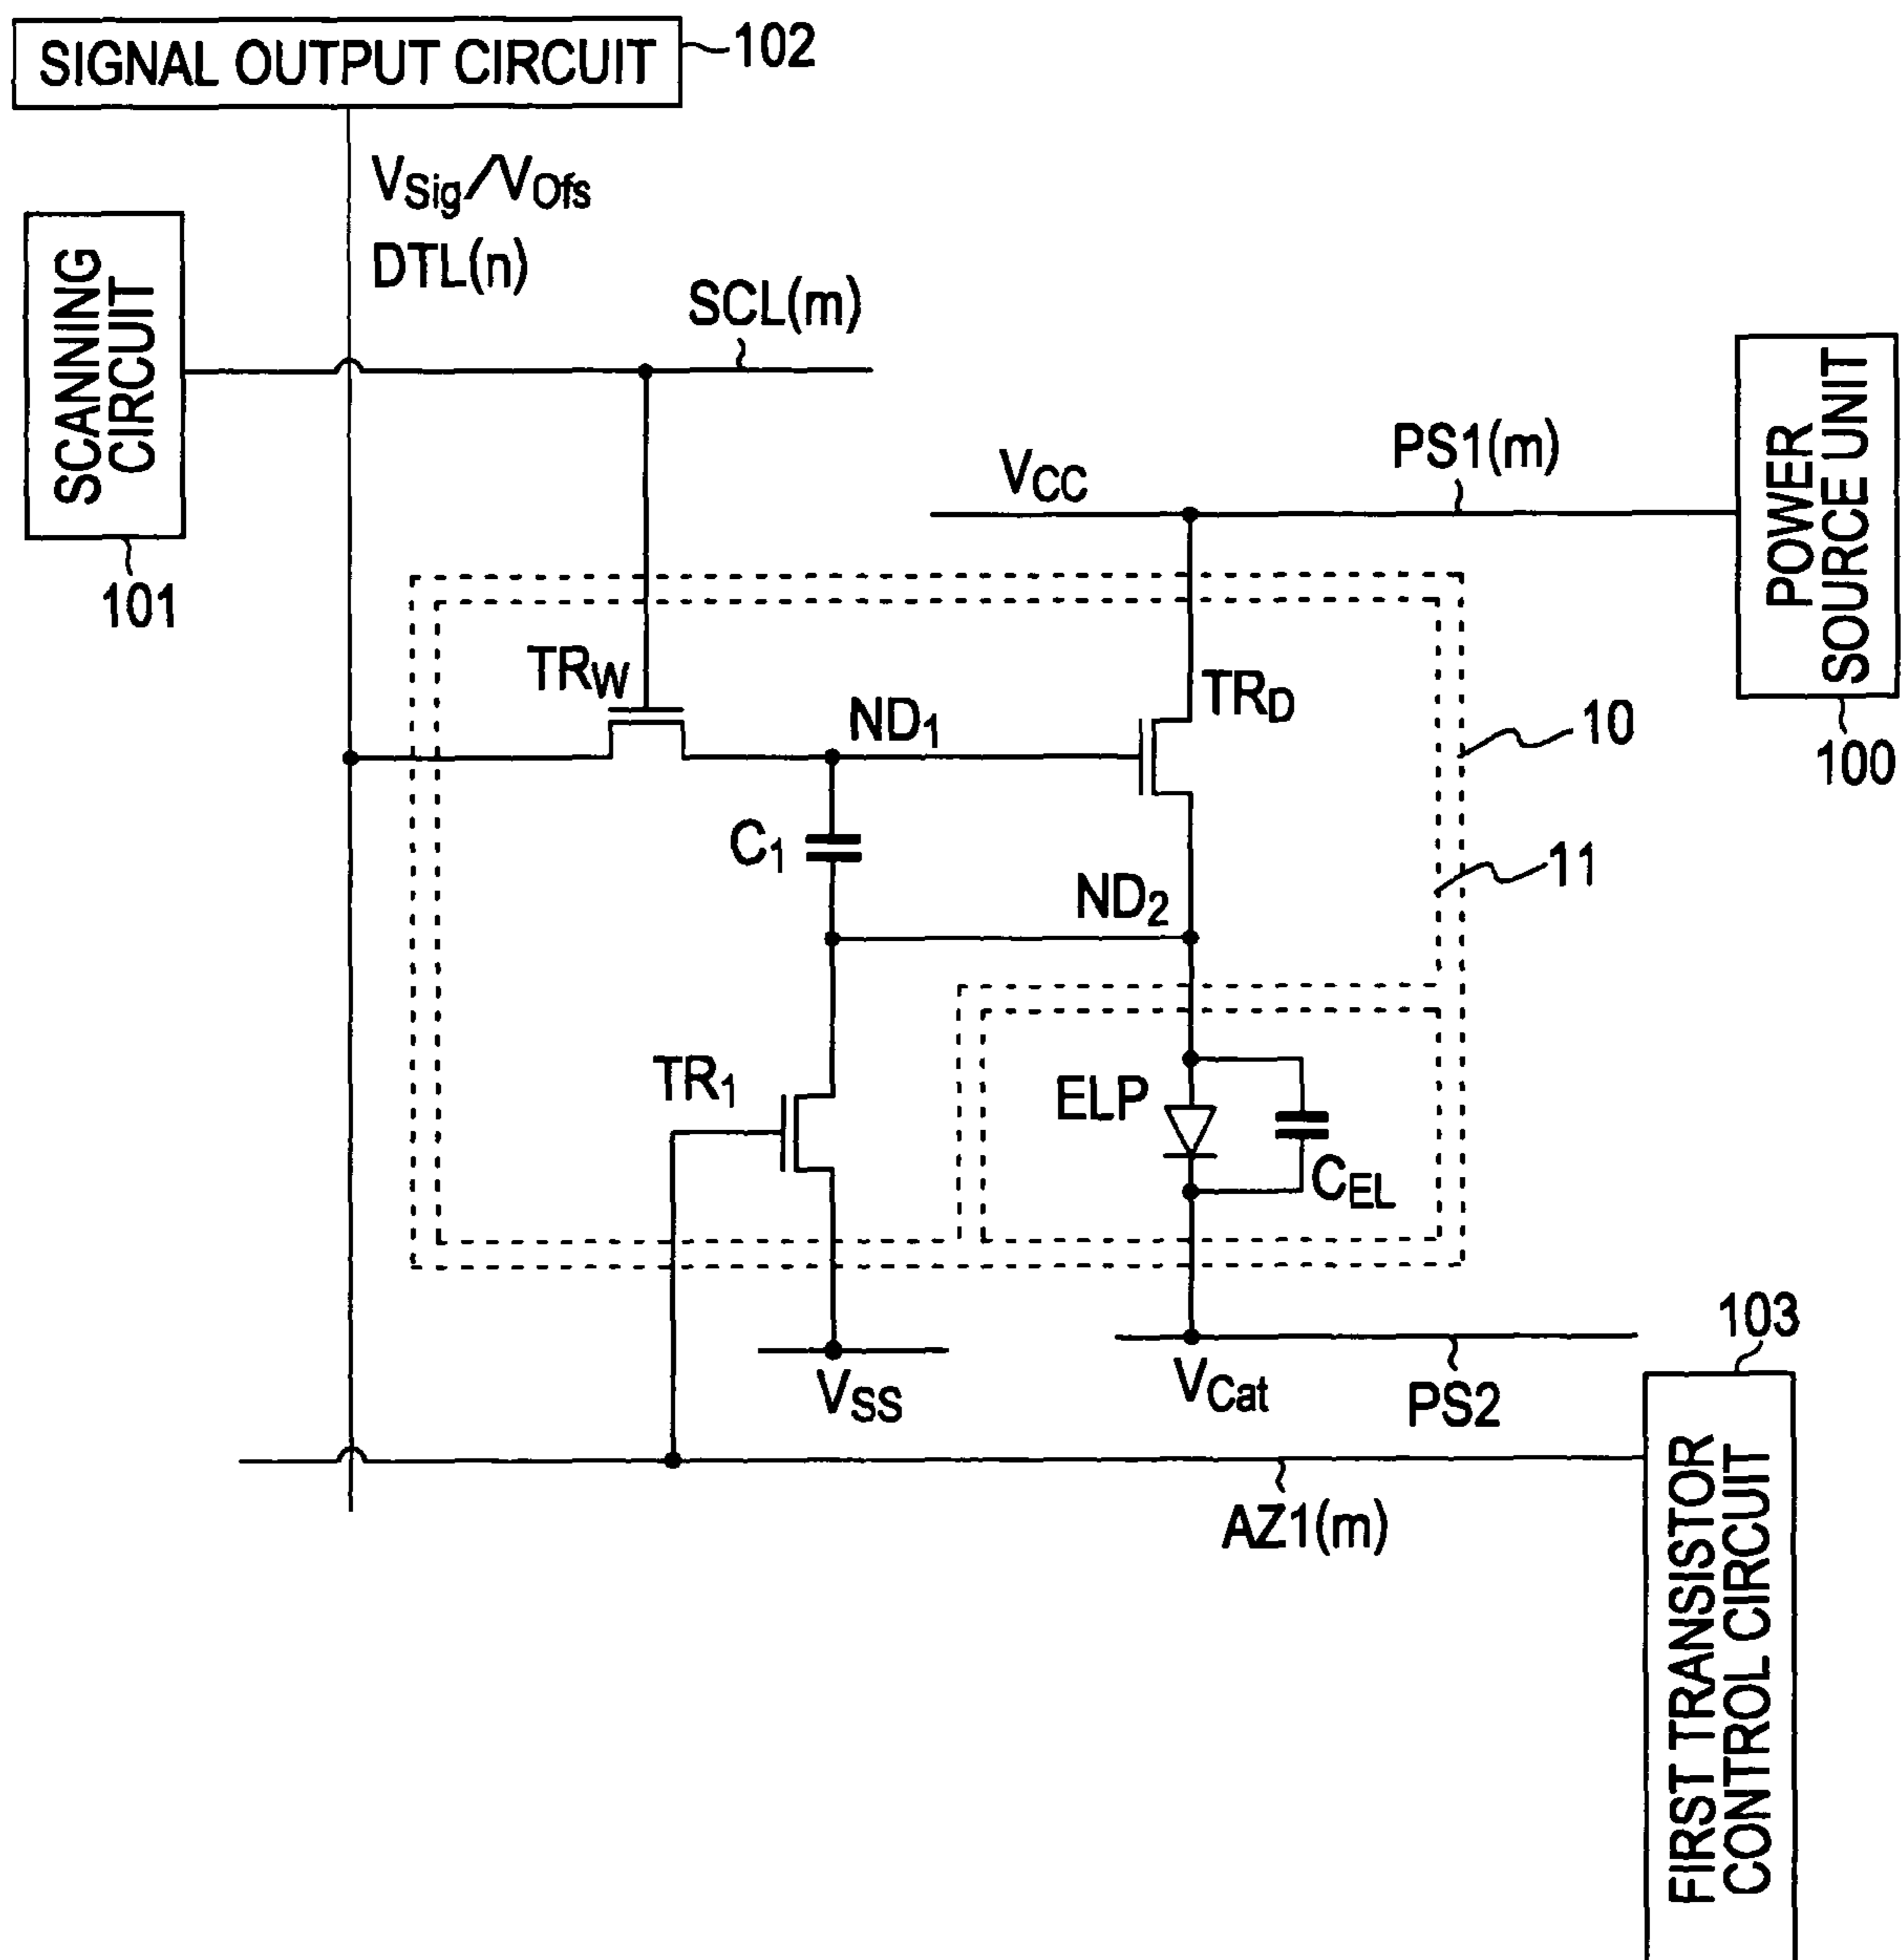 SIGNAL OUTPUT CIRCUIT
102
VSig/VOfs
DTL(n)
SCANNING
CIRCUIT
101
SCL(m)
VCC
PS1(m)
POWER
SOURCE UNIT
100
TRW
ND1
TRD
10
C1
11
ND2
TR1
ELP
CEL
VSS
VCat
PS2
103
AZ1(m)
FIRST TRANSISTOR
CONTROL CIRCUIT